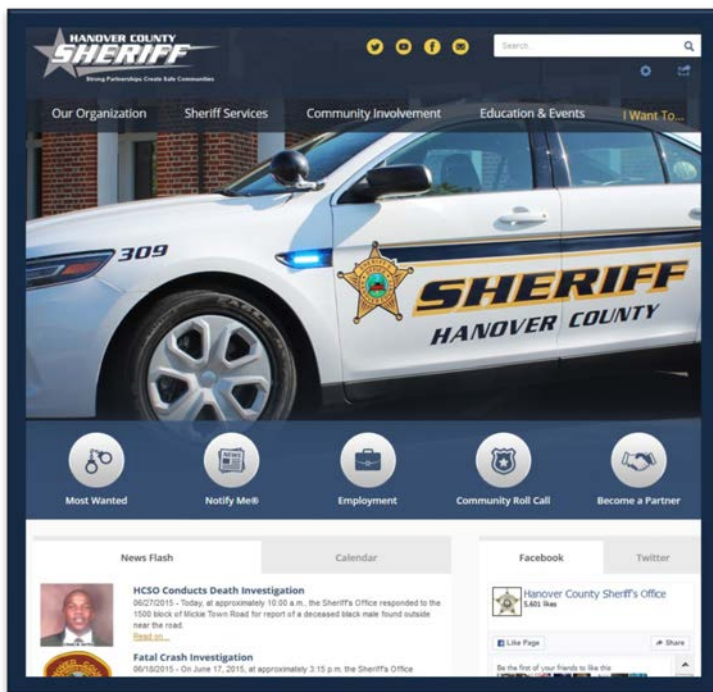 HANOVER COUNTY
SHERIFF
Strong Partnerships Create Safe Communities
Search..
Our Organization
Sheriff Services
Community Involvement
Education & Events
I Want To...
309
SHERIFF
HANOVER COUNTY
Most Wanted
Notify Me®
Employment
Community Roll Call
Become a Partner
News Flash
Calendar
Facebook
Twitter
HCSO Conducts Death Investigation
06/27/2015 - Today, at approximately 10:00 a.m., the Sheriff's Office responded to the
1500 block of Mickie Town Road for report of a deceased black male found outside
near the road.
Read on...
Fatal Crash Investigation
06/18/2015 - On June 17, 2015, at approximately 3:15 p.m. the Sheriff's Office
Hanover County Sheriff's Office
5,601 likes
Like Page
Share
Be the first of your friends to like this